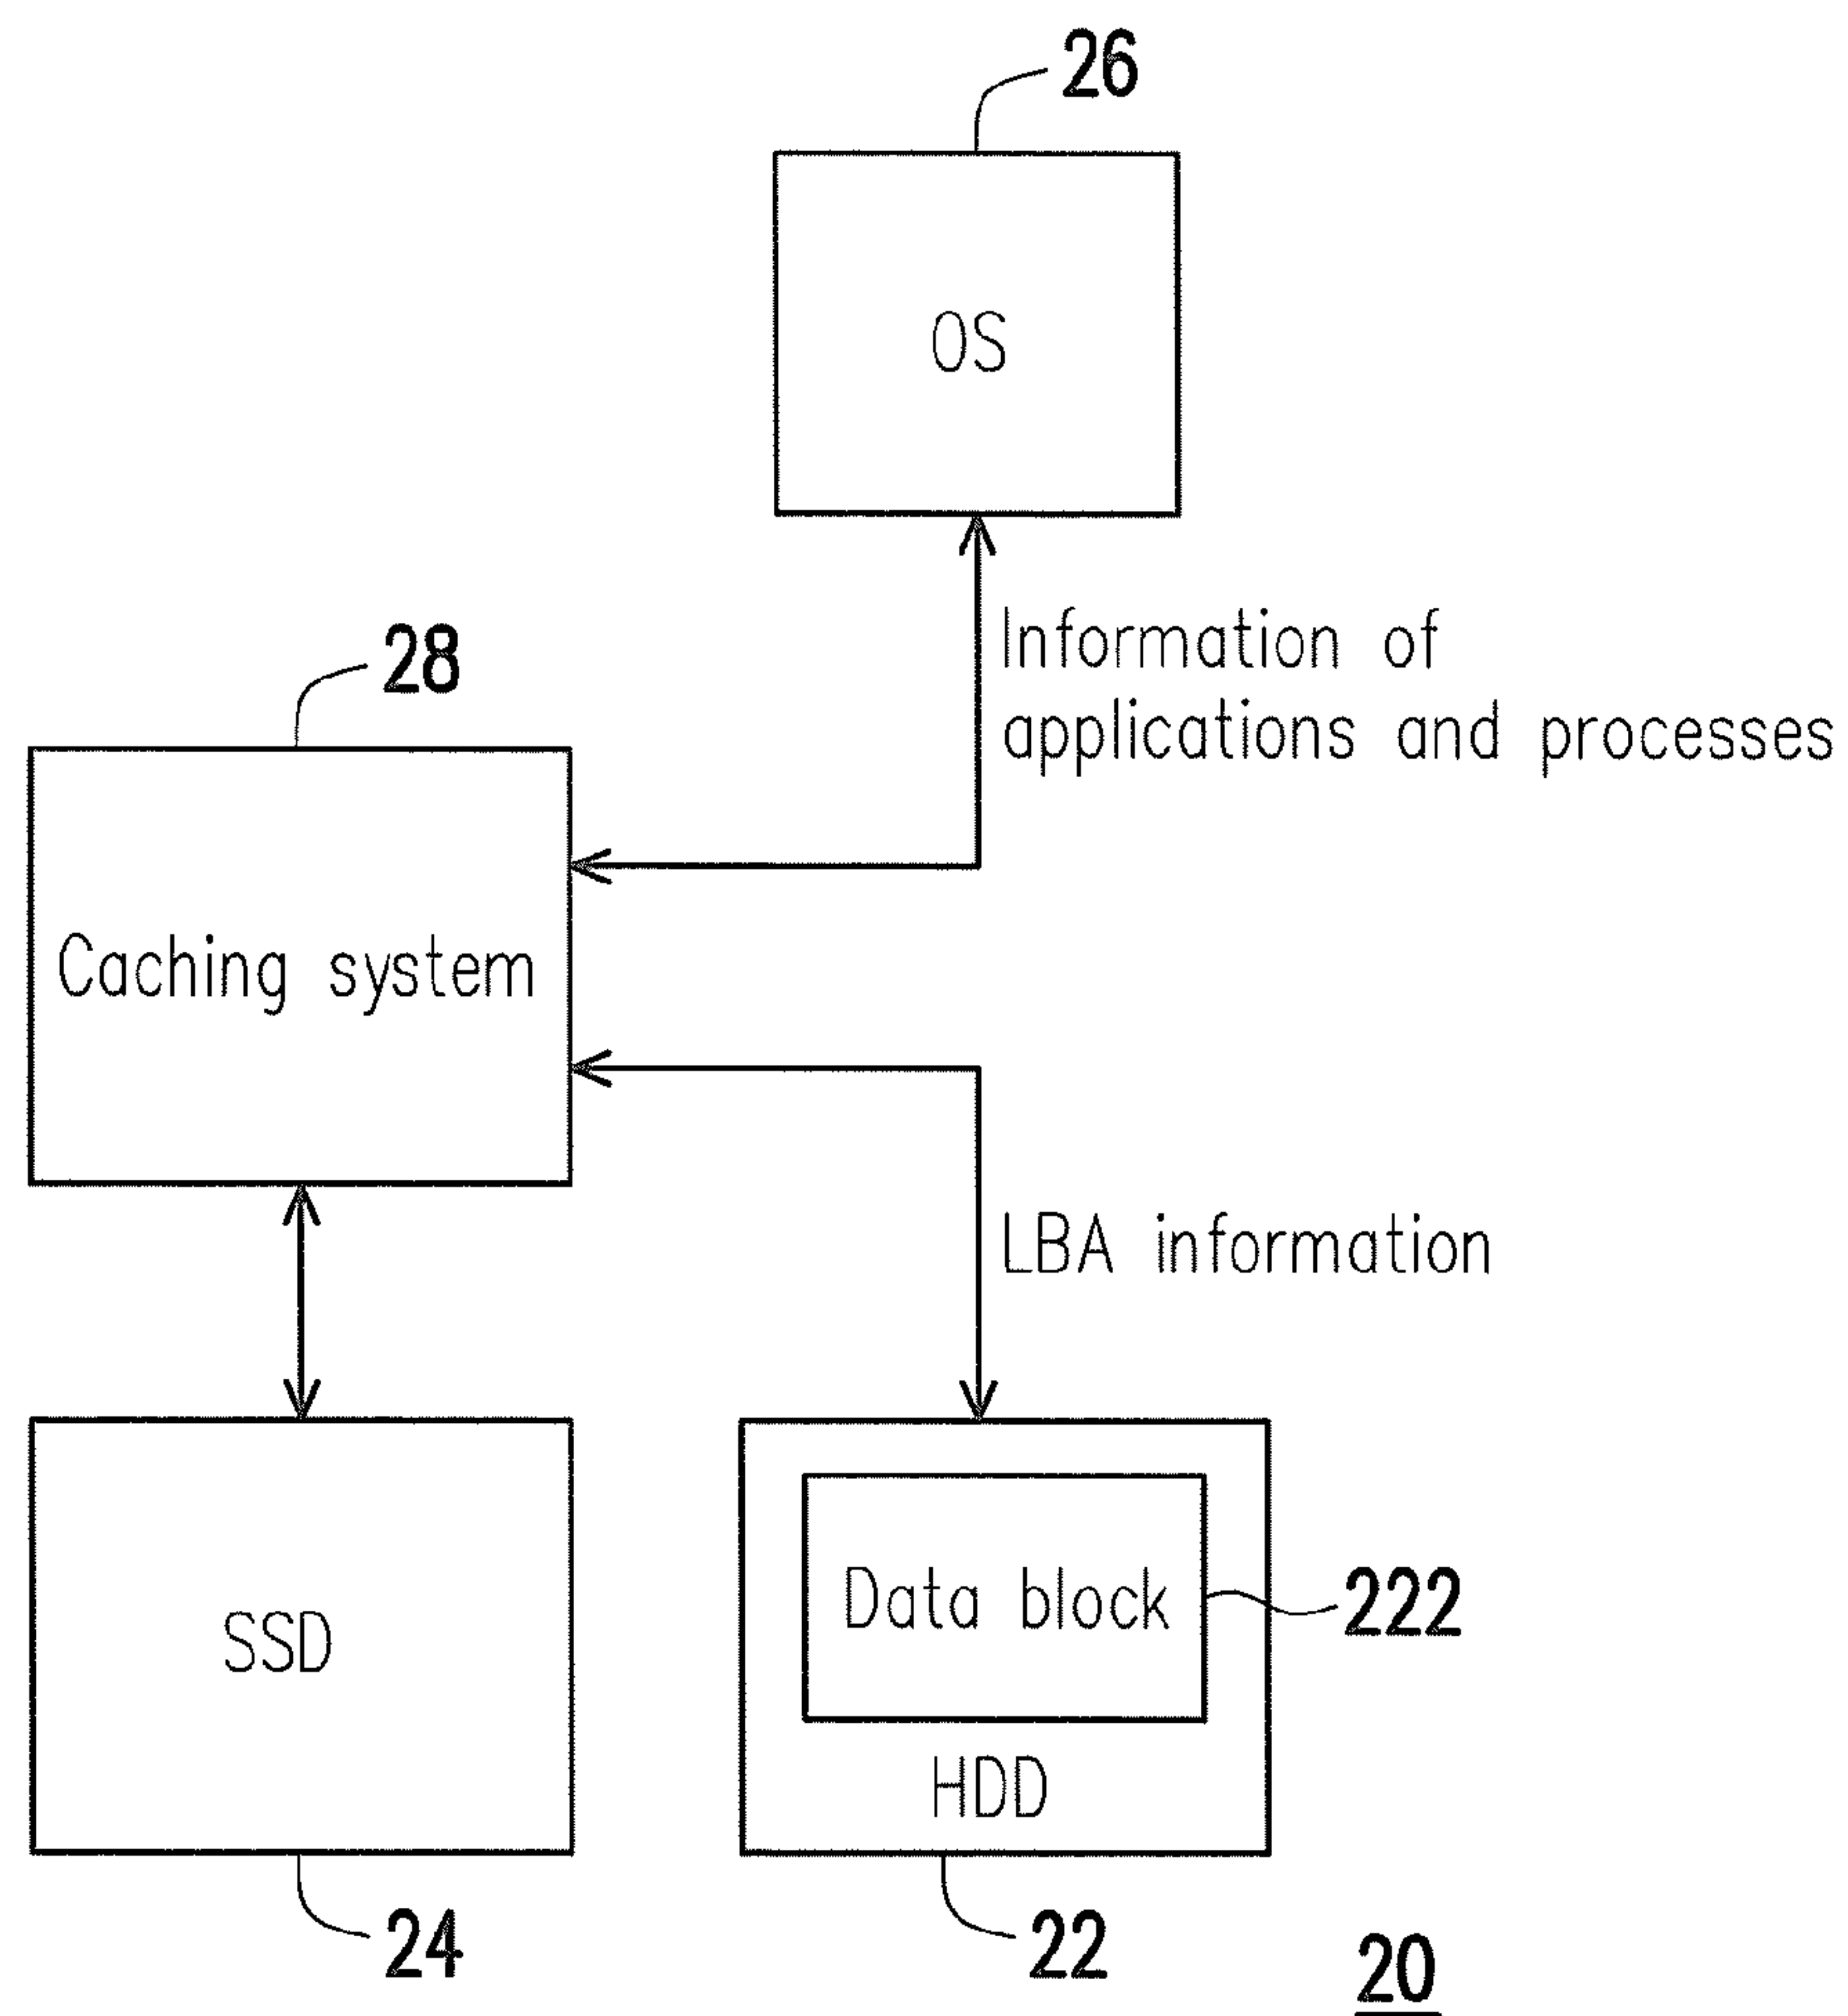 26
OS
Information of
applications and processes
28
Caching system
LBA information
SSD
Data block
222
HDD
24
22
20